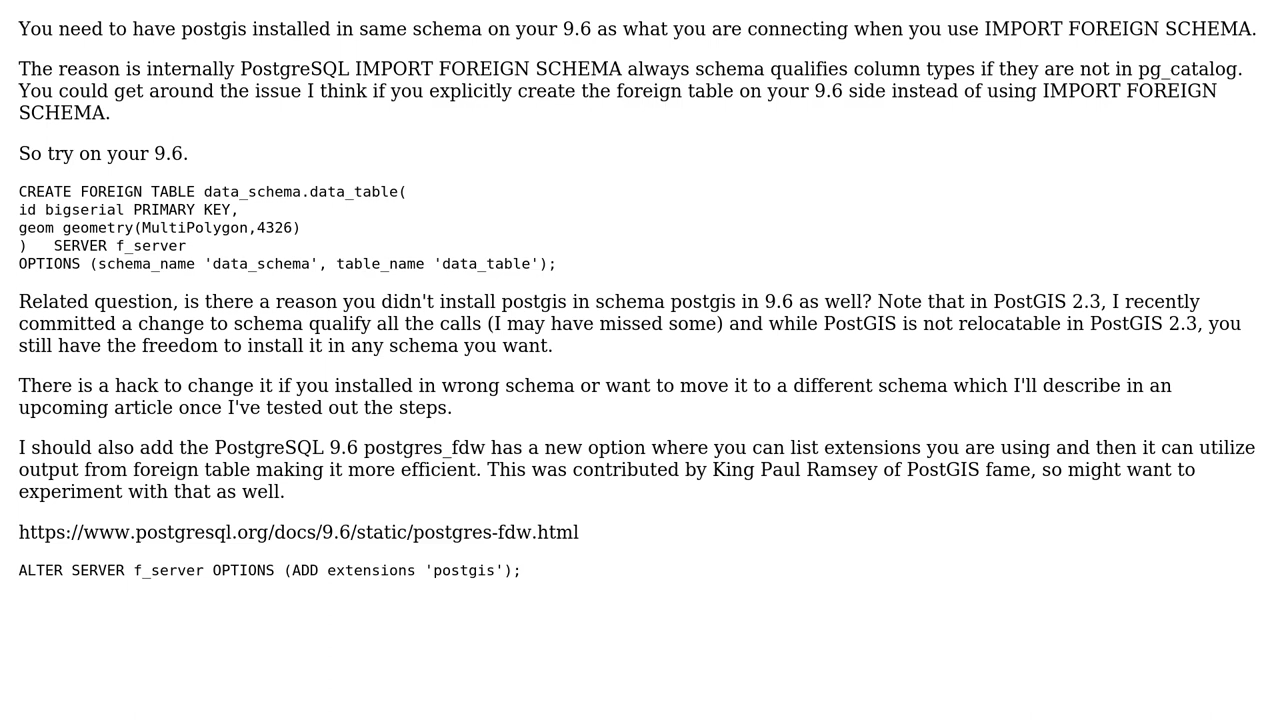 You need to have postgis installed in same schema on your 9.6 as what you are connecting when you use IMPORT FOREIGN SCHEMA.
The reason is internally PostgreSQL IMPORT FOREIGN SCHEMA always schema qualifies column types if they are not in pg_catalog.
You could get around the issue I think if you explicitly create the foreign table on your 9.6 side instead of using IMPORT FOREIGN
SCHEMA.
So try on your 9.6.
CREATE FOREIGN TABLE data_schema.data_table(
id bigserial PRIMARY KEY,
geom geometry(MultiPolygon,4326)
)   SERVER f_server
OPTIONS (schema_name 'data_schema', table_name 'data_table');
Related question, is there a reason you didn't install postgis in schema postgis in 9.6 as well? Note that in PostGIS 2.3, I recently
committed a change to schema qualify all the calls (I may have missed some) and while PostGIS is not relocatable in PostGIS 2.3, you
still have the freedom to install it in any schema you want.
There is a hack to change it if you installed in wrong schema or want to move it to a different schema which I'll describe in an
upcoming article once I've tested out the steps.
I should also add the PostgreSQL 9.6 postgres_fdw has a new option where you can list extensions you are using and then it can utilize
output from foreign table making it more efficient. This was contributed by King Paul Ramsey of PostGIS fame, so might want to
experiment with that as well.
https://www.postgresql.org/docs/9.6/static/postgres-fdw.html
ALTER SERVER f_server OPTIONS (ADD extensions 'postgis');